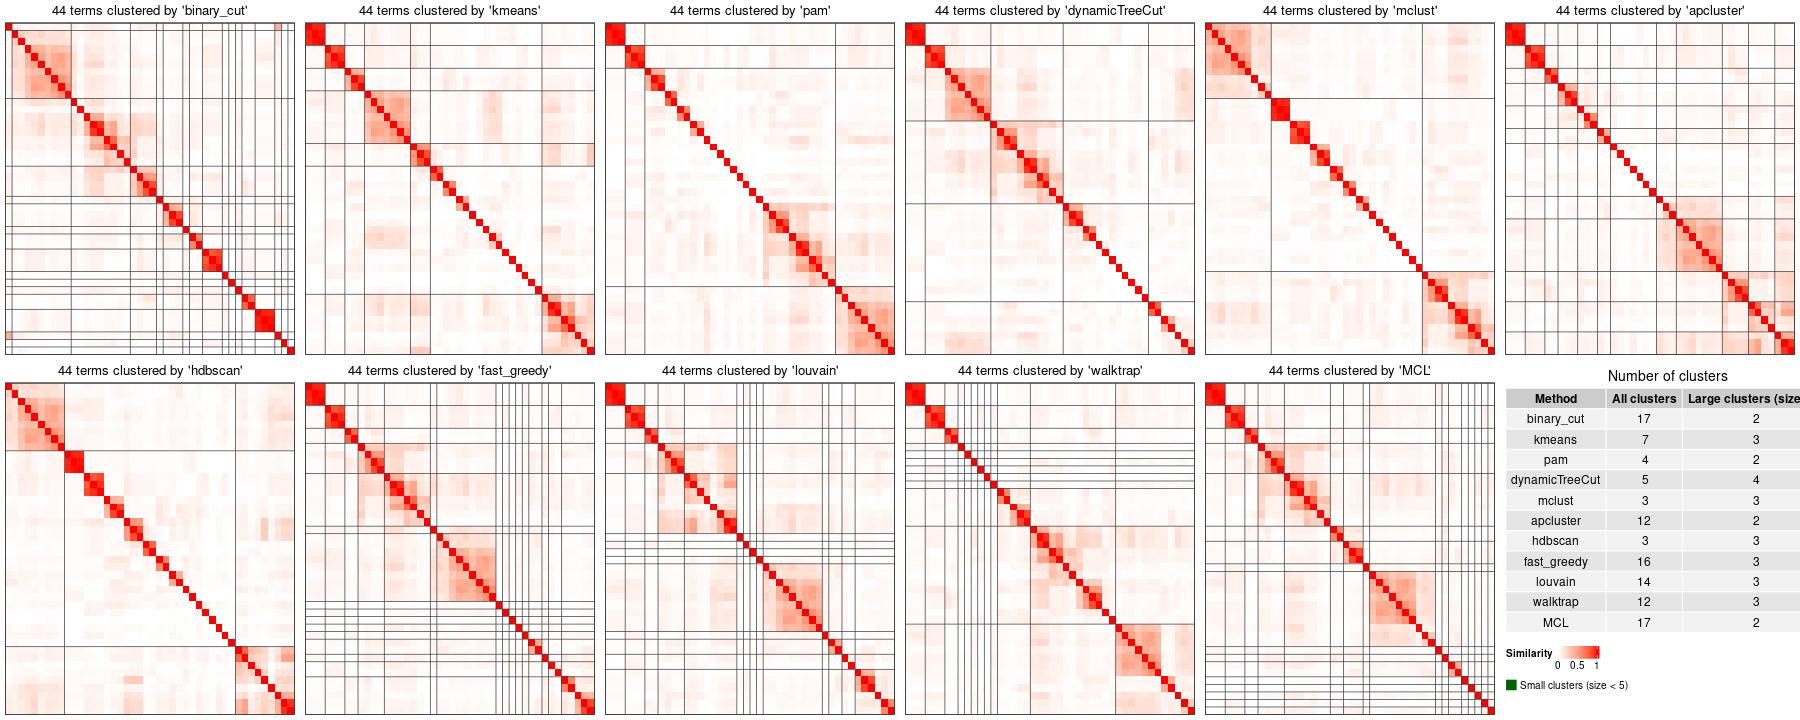 44 terms clustered by 'binary_cut'
44 terms clustered by 'kmeans'
44 terms clustered by 'pam'
44 terms clustered by 'dynamicTreeCut'
44 terms clustered by 'mclust'
44 terms clustered by 'apcluster'
44 terms clustered by 'hdbscan'
44 terms clustered by 'fast_greedy'
44 terms clustered by 'louvain'
44 terms clustered by 'walktrap'
44 terms clustered by 'MCL'
Number of clusters
Method All clusters Large clusters (size
binary_cut 17 2
kmeans 7 3
pam 4 2
dynamicTreeCut 5 4
mclust 3 3
apcluster 12 2
hdbscan 3 3
fast_greedy 16 3
louvain 14 3
walktrap 12 3
MCL 17 2
Similarity
0 0.5 1
Small clusters (size < 5)